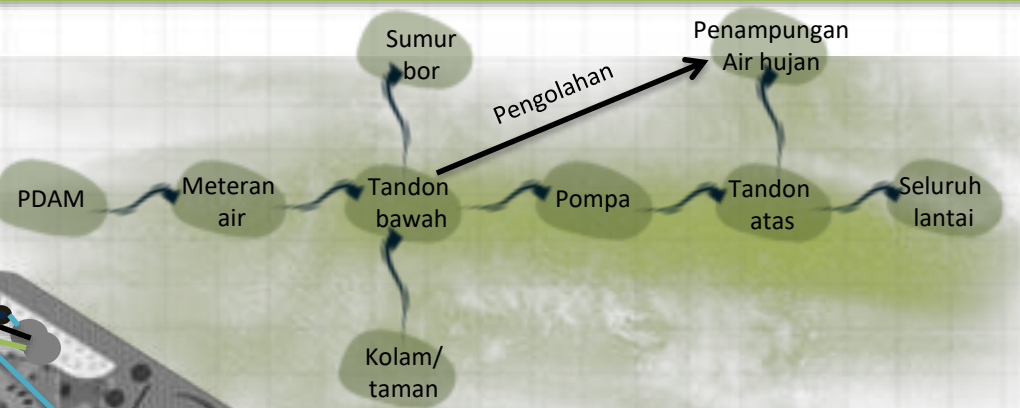 Sumur
bor
Penampungan
Air hujan
Pengolahan
PDAM
Meteran
air
Tandon
bawah
Pompa
Tandon
atas
Seluruh
lantai
Kolam/
taman